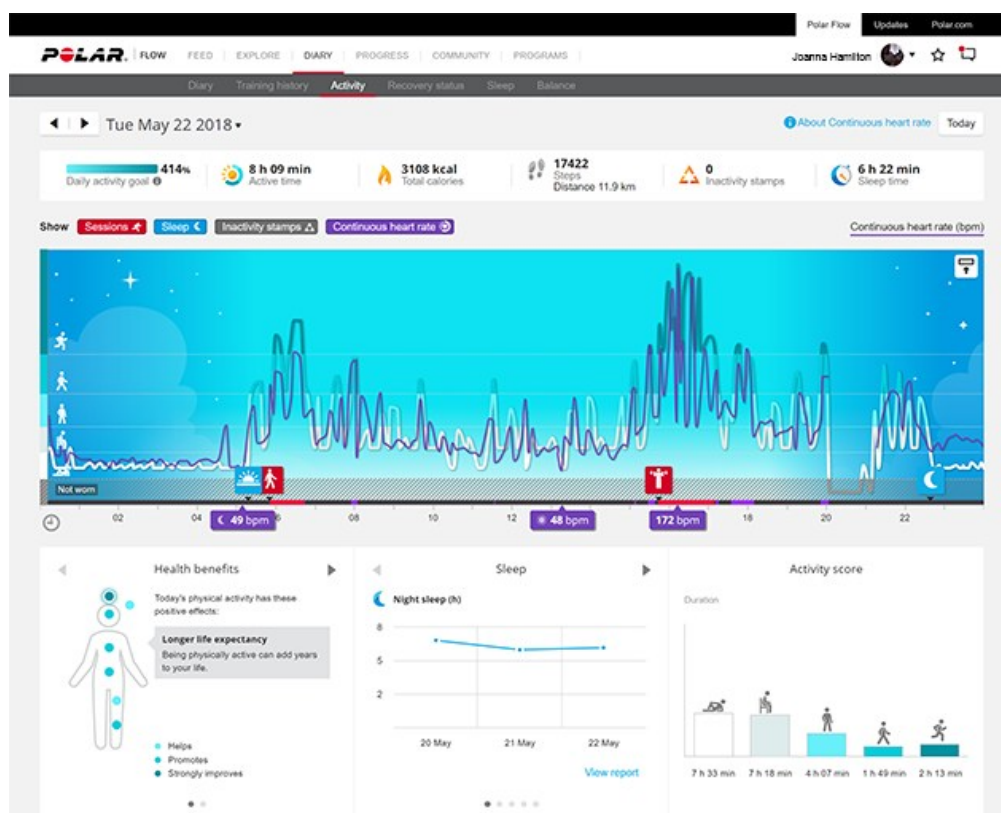 Polar Flow Updates Polar.com
POLAR. FLOW FEED EXPLORE DIARY PROGRESS COMMUNITY PROGRAMS Joanna Hamilton
Diary Training history Activity Recovery status Sleep Balance
Tue May 22 2018 About Continuous heart rate Today
414% 8 h 09 min 3108 kcal 17422 0 6 h 22 min
Daily activity goal Active time Total calories Steps Inactivity stamps Sleep time
Distance 11.9 km
Show Sessions Sleep Inactivity stamps Continuous heart rate Continuous heart rate (bpm)
Not worn
02 04 6 08 10 12 18 20 22
49 bpm 48 bpm 172 bpm
Health benefits Sleep Activity score
Today's physical activity has these
positive effects:
Longer life expectancy
Being physically active can add years
to your life.
Helps
Promotes
Strongly improves
Night sleep (h)
8
5
2
20 May 21 May 22 May
View report
Duration
7 h 33 min 7 h 18 min 4 h 07 min 1 h 49 min 2 h 13 min